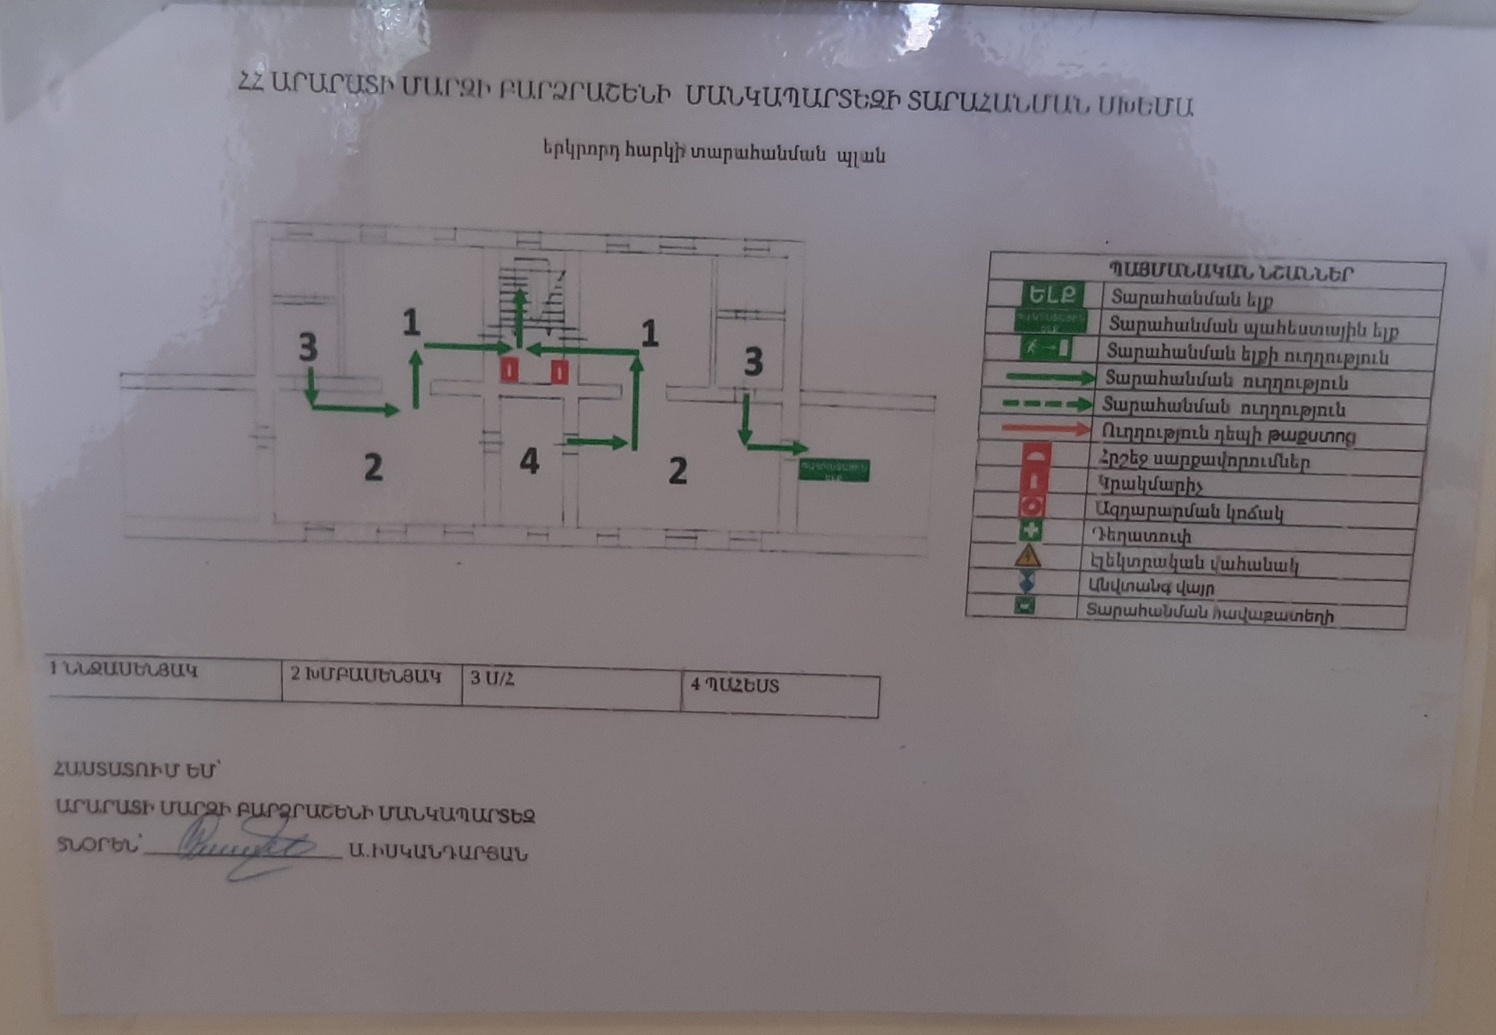 ՀՀ ԱՐԱՐԱՏԻ ՄԱՐԶԻ ԲԱՐՁՐԱՇԵՆԻ ՄԱՆԿԱՊԱՐՏԵԶԻ ՏԱՐԱՀԱՆՄԱՆ ՍԽԵՄԱ
երկրորդ հարկի տարահանման պլան
ՊԱՅՄԱՆԱԿԱՆ ՆՇԱՆՆԵՐ
ԵԼՔ Տարահանման ելք
Տարահանման պահեստային ելք
Տարահանման ելքի ուղղություն
Տարահանման ուղղություն
Տարահանման ուղղություն
Ուղղություն դեպի թաքստոց
Հրշեջ սարքավորումներ
Կրակմարիչ
Ազդարարման կոճակ
Դեղատուփ
Էլեկտրական վահանակ
Անվտանգ վայր
Տարահանման հավաքատեղի
1 1
3 3
2 4 2
1 ՆՆՋԱՍԵՆՅԱԿ 2 ԽՄԲԱՍԵՆՅԱԿ 3 Ս/Հ 4 ՊԱՀԵՍՏ
ՀԱՍՏԱՏՈՒՄ ԵՄ՝
ԱՐԱՐԱՏԻ ՄԱՐԶԻ ԲԱՐՁՐԱՇԵՆԻ ՄԱՆԿԱՊԱՐՏԵԶ
ՏՆՕՐԵՆ՝ Ա.ԻՍԿԱՆԴԱՐՅԱՆ